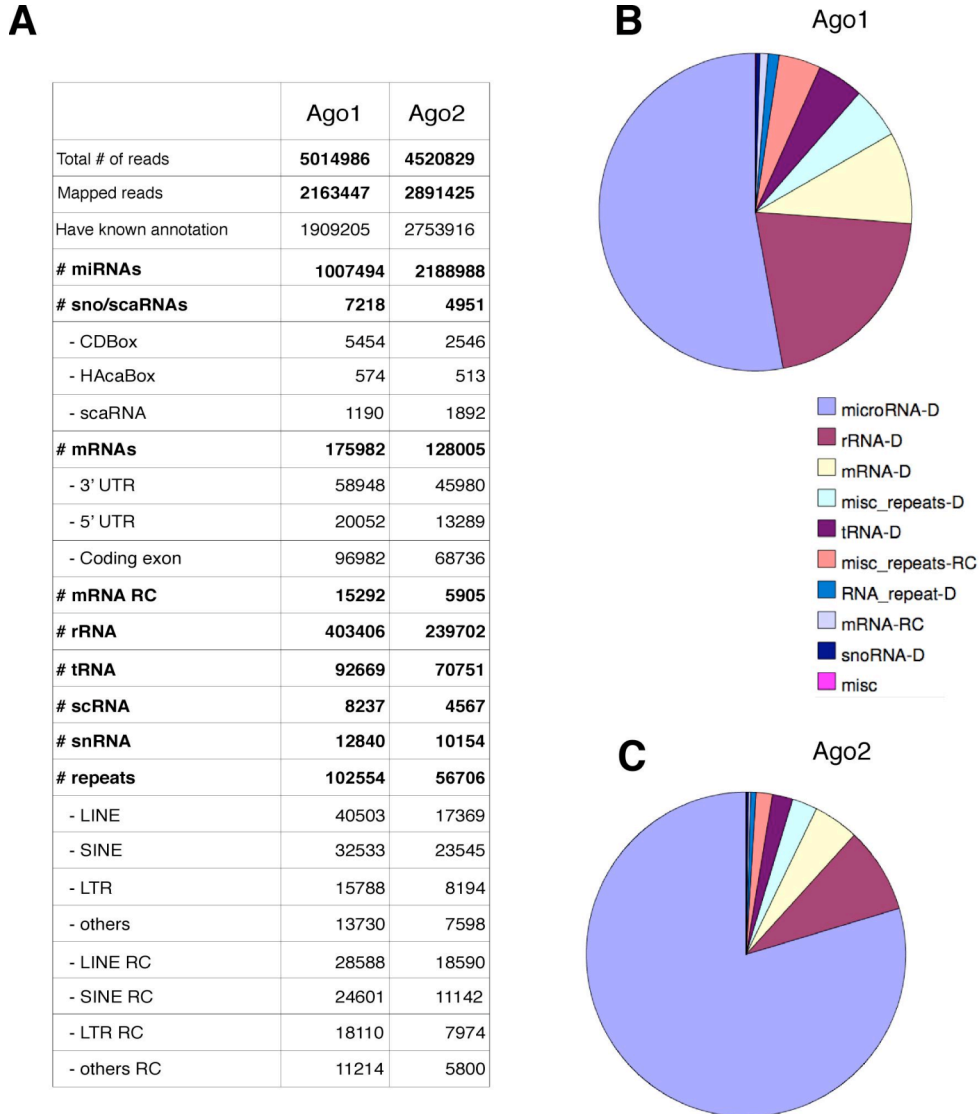 A
Ago1 Ago2
Total # of reads 5014986 4520829
Mapped reads 2163447 2891425
Have known annotation 1909205 2753916
# miRNAs 1007494 2188988
# sno/scaRNAs 7218 4951
- CDBox 5454 2546
- HAcaBox 574 513
- scaRNA 1190 1892
# mRNAs 175982 128005
- 3' UTR 58948 45980
- 5' UTR 20052 13289
- Coding exon 96982 68736
# mRNA RC 15292 5905
# rRNA 403406 239702
# tRNA 92669 70751
# scRNA 8237 4567
# snRNA 12840 10154
# repeats 102554 56706
- LINE 40503 17369
- SINE 32533 23545
- LTR 15788 8194
- others 13730 7598
- LINE RC 28588 18590
- SINE RC 24601 11142
- LTR RC 18110 7974
- others RC 11214 5800
B
Ago1
microRNA-D
rRNA-D
mRNA-D
misc_repeats-D
tRNA-D
misc_repeats-RC
RNA_repeat-D
mRNA-RC
snoRNA-D
misc
C
Ago2